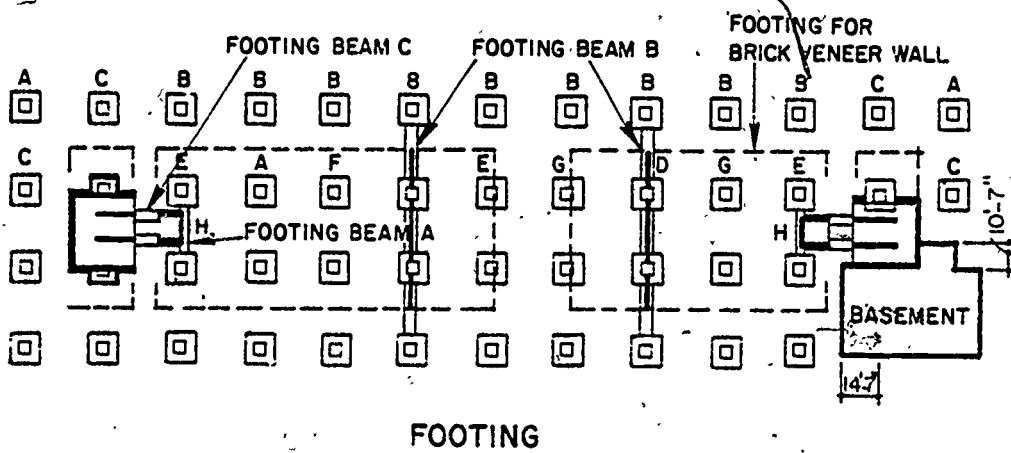 FOOTING FOR
BRICK VENEER WALL
FOOTING BEAM C
FOOTING BEAM B
A C B B B B B B B B B C A
C E A F E G D G E C
H
FOOTING BEAM A
H
10'-7"
BASEMENT
14'7"
FOOTING